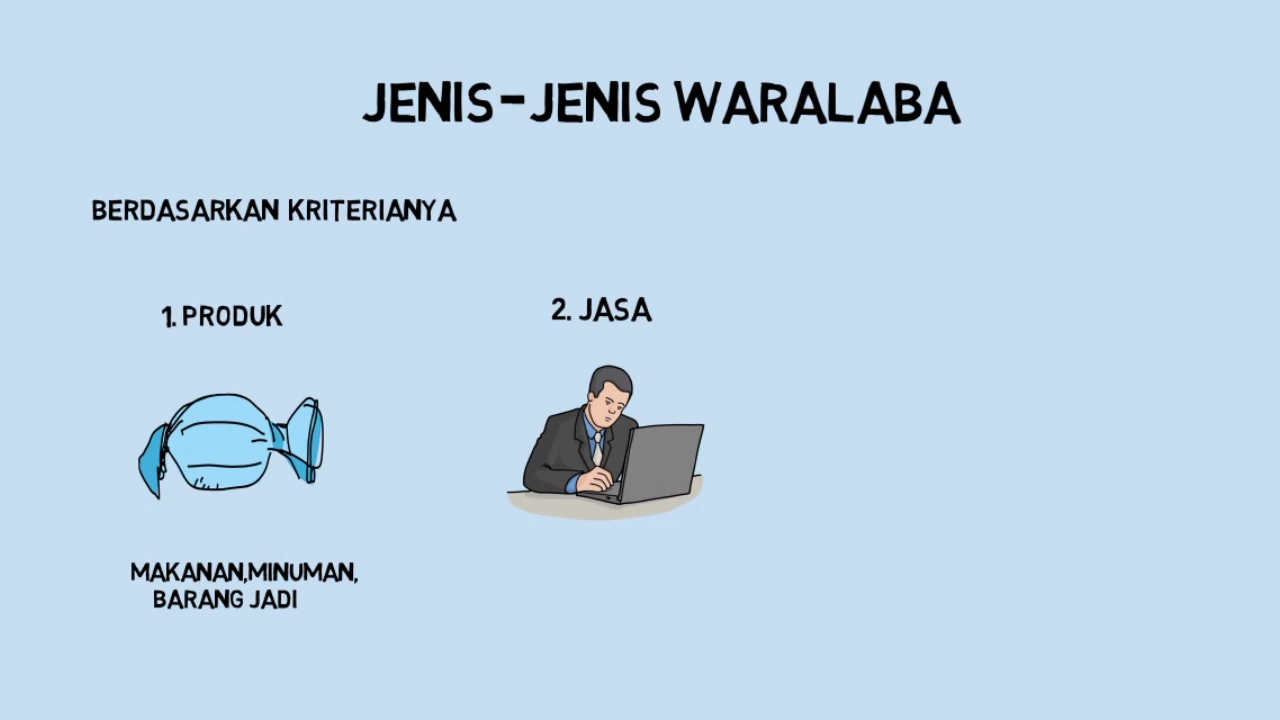 JENIS-JENIS WARALABA
BERDASARKAN KRITERIANYA
1. PRODUK
2. JASA
MAKANAN,MINUMAN,
BARANG JADI